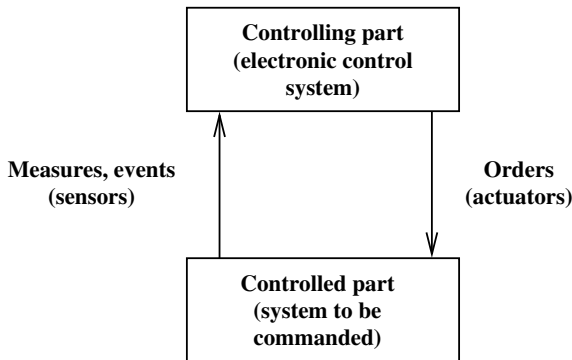 Controlling part
(electronic control
system)
Measures, events
(sensors)
Orders
(actuators)
Controlled part
(system to be
commanded)